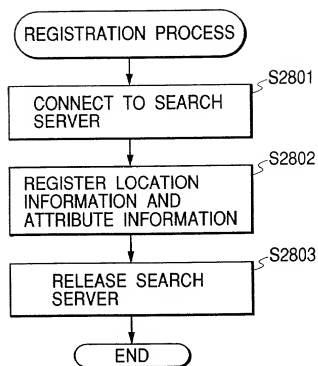 REGISTRATION PROCESS
S2801
CONNECT TO SEARCH
SERVER
S2802
REGISTER LOCATION
INFORMATION AND
ATTRIBUTE INFORMATION
S2803
RELEASE SEARCH
SERVER
END